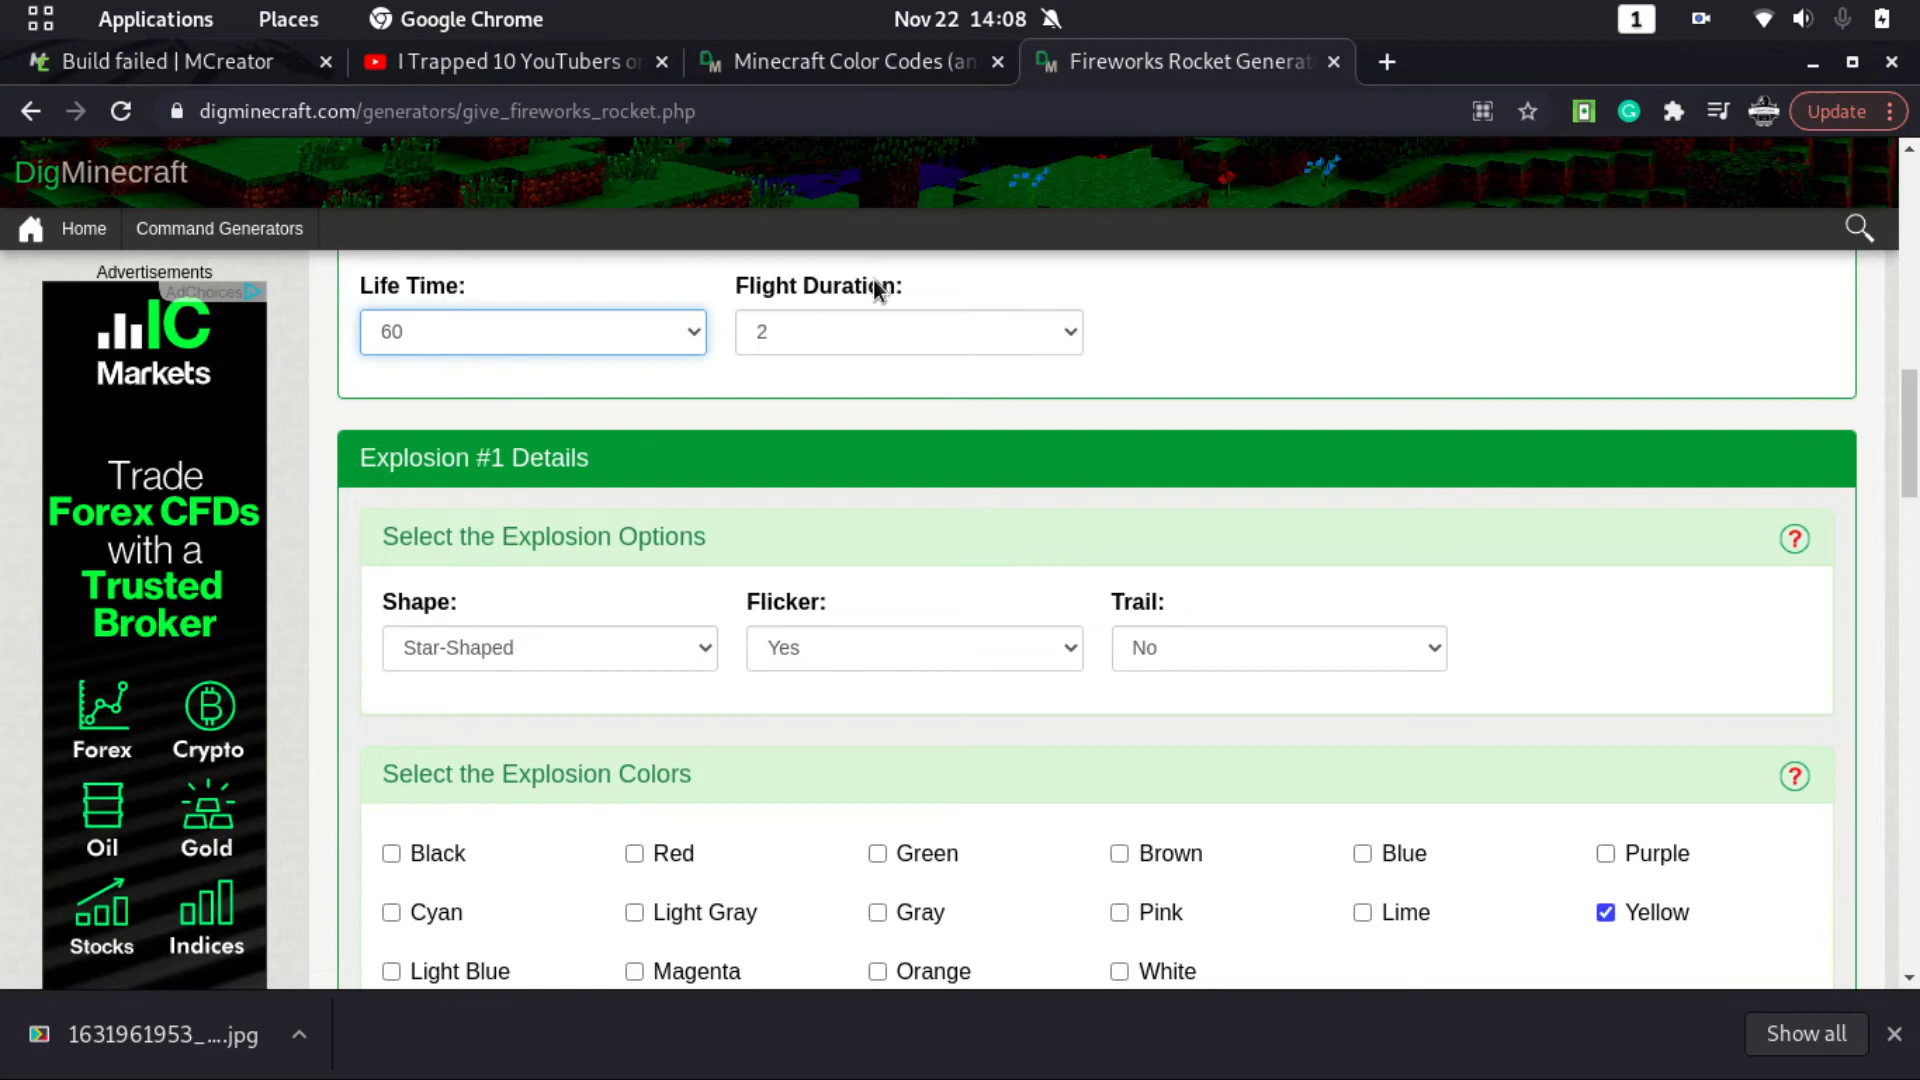 Applications Places Google Chrome Nov 22 14:08 1
Build failed | MCreator I Trapped 10 YouTubers or Minecraft Color Codes (an Fireworks Rocket Generat
digminecraft.com/generators/give_fireworks_rocket.php Update
DigMinecraft
Home Command Generators
Advertisements
AdChoices
IC
Markets
Trade
Forex CFDs
with a
Trusted
Broker
Forex Crypto
Oil Gold
Stocks Indices
Life Time: Flight Duration:
60 2
Explosion #1 Details
Select the Explosion Options ?
Shape: Flicker: Trail:
Star-Shaped Yes No
Select the Explosion Colors ?
Black Red Green Brown Blue Purple
Cyan Light Gray Gray Pink Lime Yellow
Light Blue Magenta Orange White
1631961953_....jpg Show all